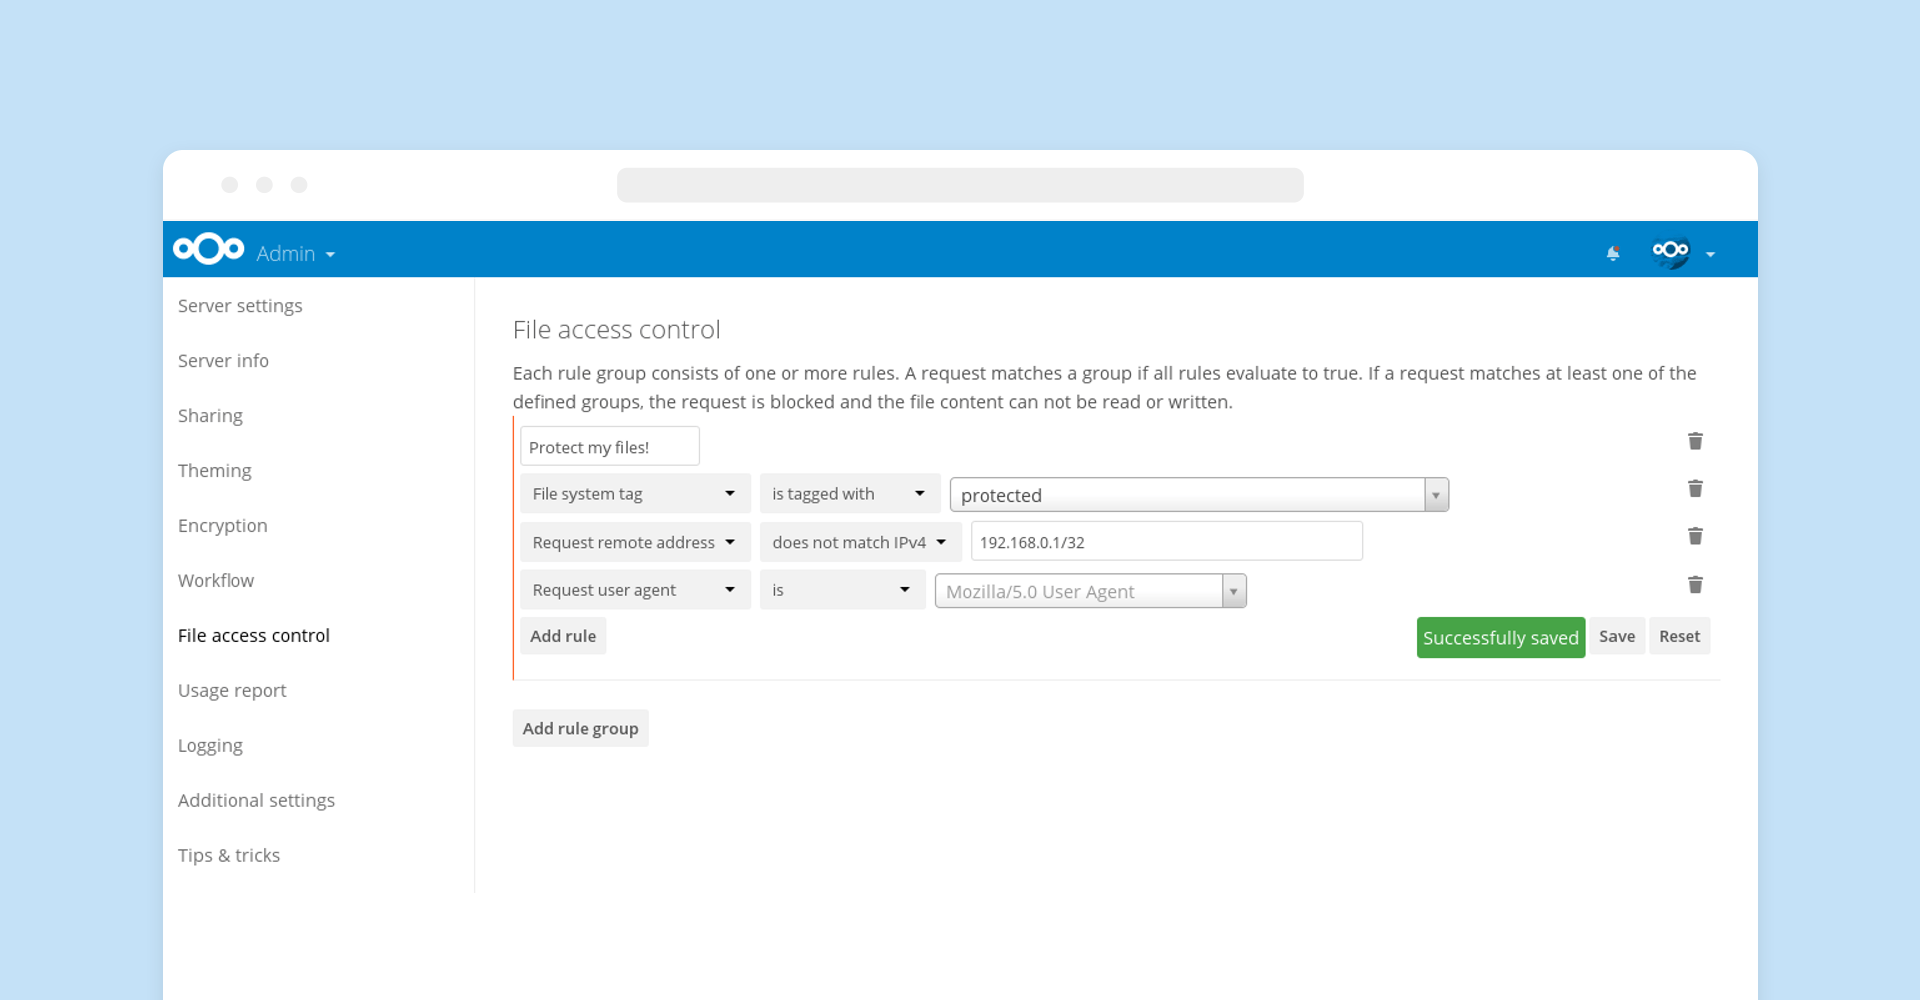 Admin
Server settings
Server info
Sharing
Theming
Encryption
Workflow
File access control
Usage report
Logging
Additional settings
Tips & tricks
File access control
Each rule group consists of one or more rules. A request matches a group if all rules evaluate to true. If a request matches at least one of the
defined groups, the request is blocked and the file content can not be read or written.
Protect my files!
File system tag is tagged with protected
Request remote address does not match IPv4 192.168.0.1/32
Request user agent is Mozilla/5.0 User Agent
Add rule Successfully saved Save Reset
Add rule group